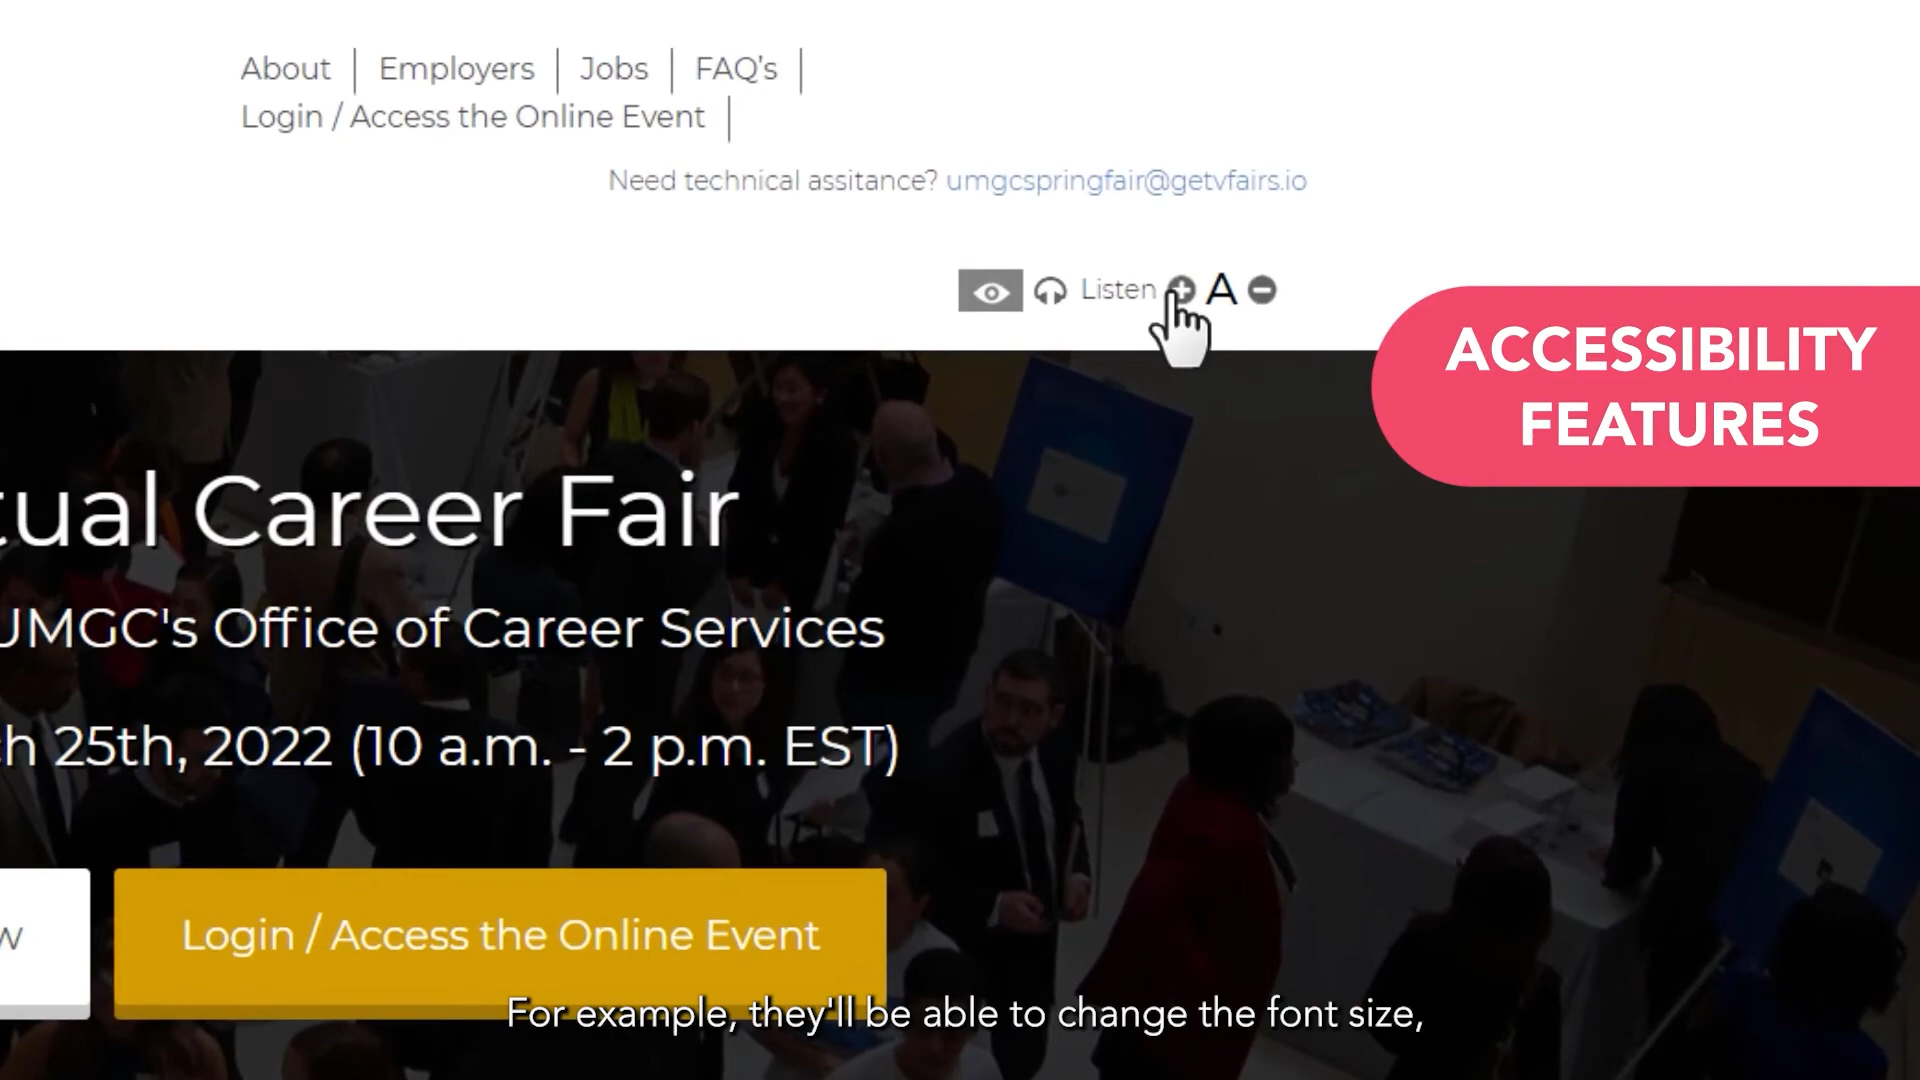 About | Employers | Jobs | FAQ's |
Login / Access the Online Event |
Need technical assitance? umgcspringfair@getvfairs.io
Listen + A -
ACCESSIBILITY
FEATURES
tual Career Fair
UMGC's Office of Career Services
ch 25th, 2022 (10 a.m. - 2 p.m. EST)
w
Login / Access the Online Event
For example, they'll be able to change the font size,